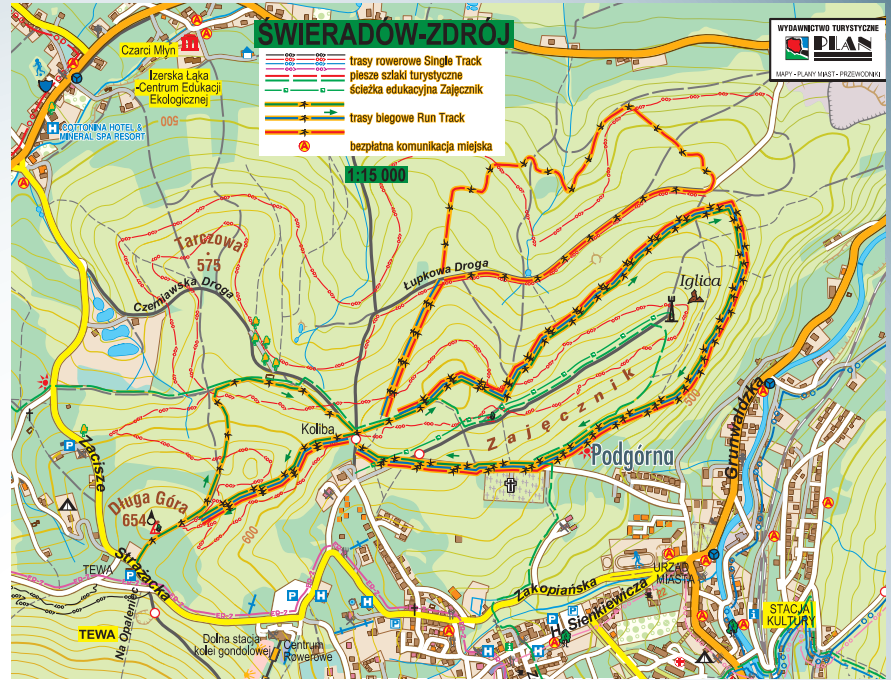 ŚWIERADÓW-ZDRÓJ
trasy rowerowe Single Track
piesze szlaki turystyczne
ścieżka edukacyjna Zajęcznik
trasy biegowe Run Track
bezpłatna komunikacja miejska
1:15 000
WYDAWNICTWO TURYSTYCZNE
PLAN
MAPY - PLANY MIAST - PRZEWODNIKI
Czarci Młyn
Izerska Łąka
-Centrum Edukacji
Ekologicznej
500
COTTONINA HOTEL &
MINERAL SPA RESORT
Tarczowa
575
Czerniawska Droga
Łupkowa Droga
Iglica
Zajęcznik
Koliba
500
Podgórna
Grunwaldzka
Zacisze
Długa Góra
654
600
TEWA
Strażacka
Na Opaleniec
TEWA
Dolna stacja
kolei gondolowej
Centrum
Rowerowe
Zakopiańska
H. Sienkiewicza
URZĄD
MIASTA
STACJA
KULTURY